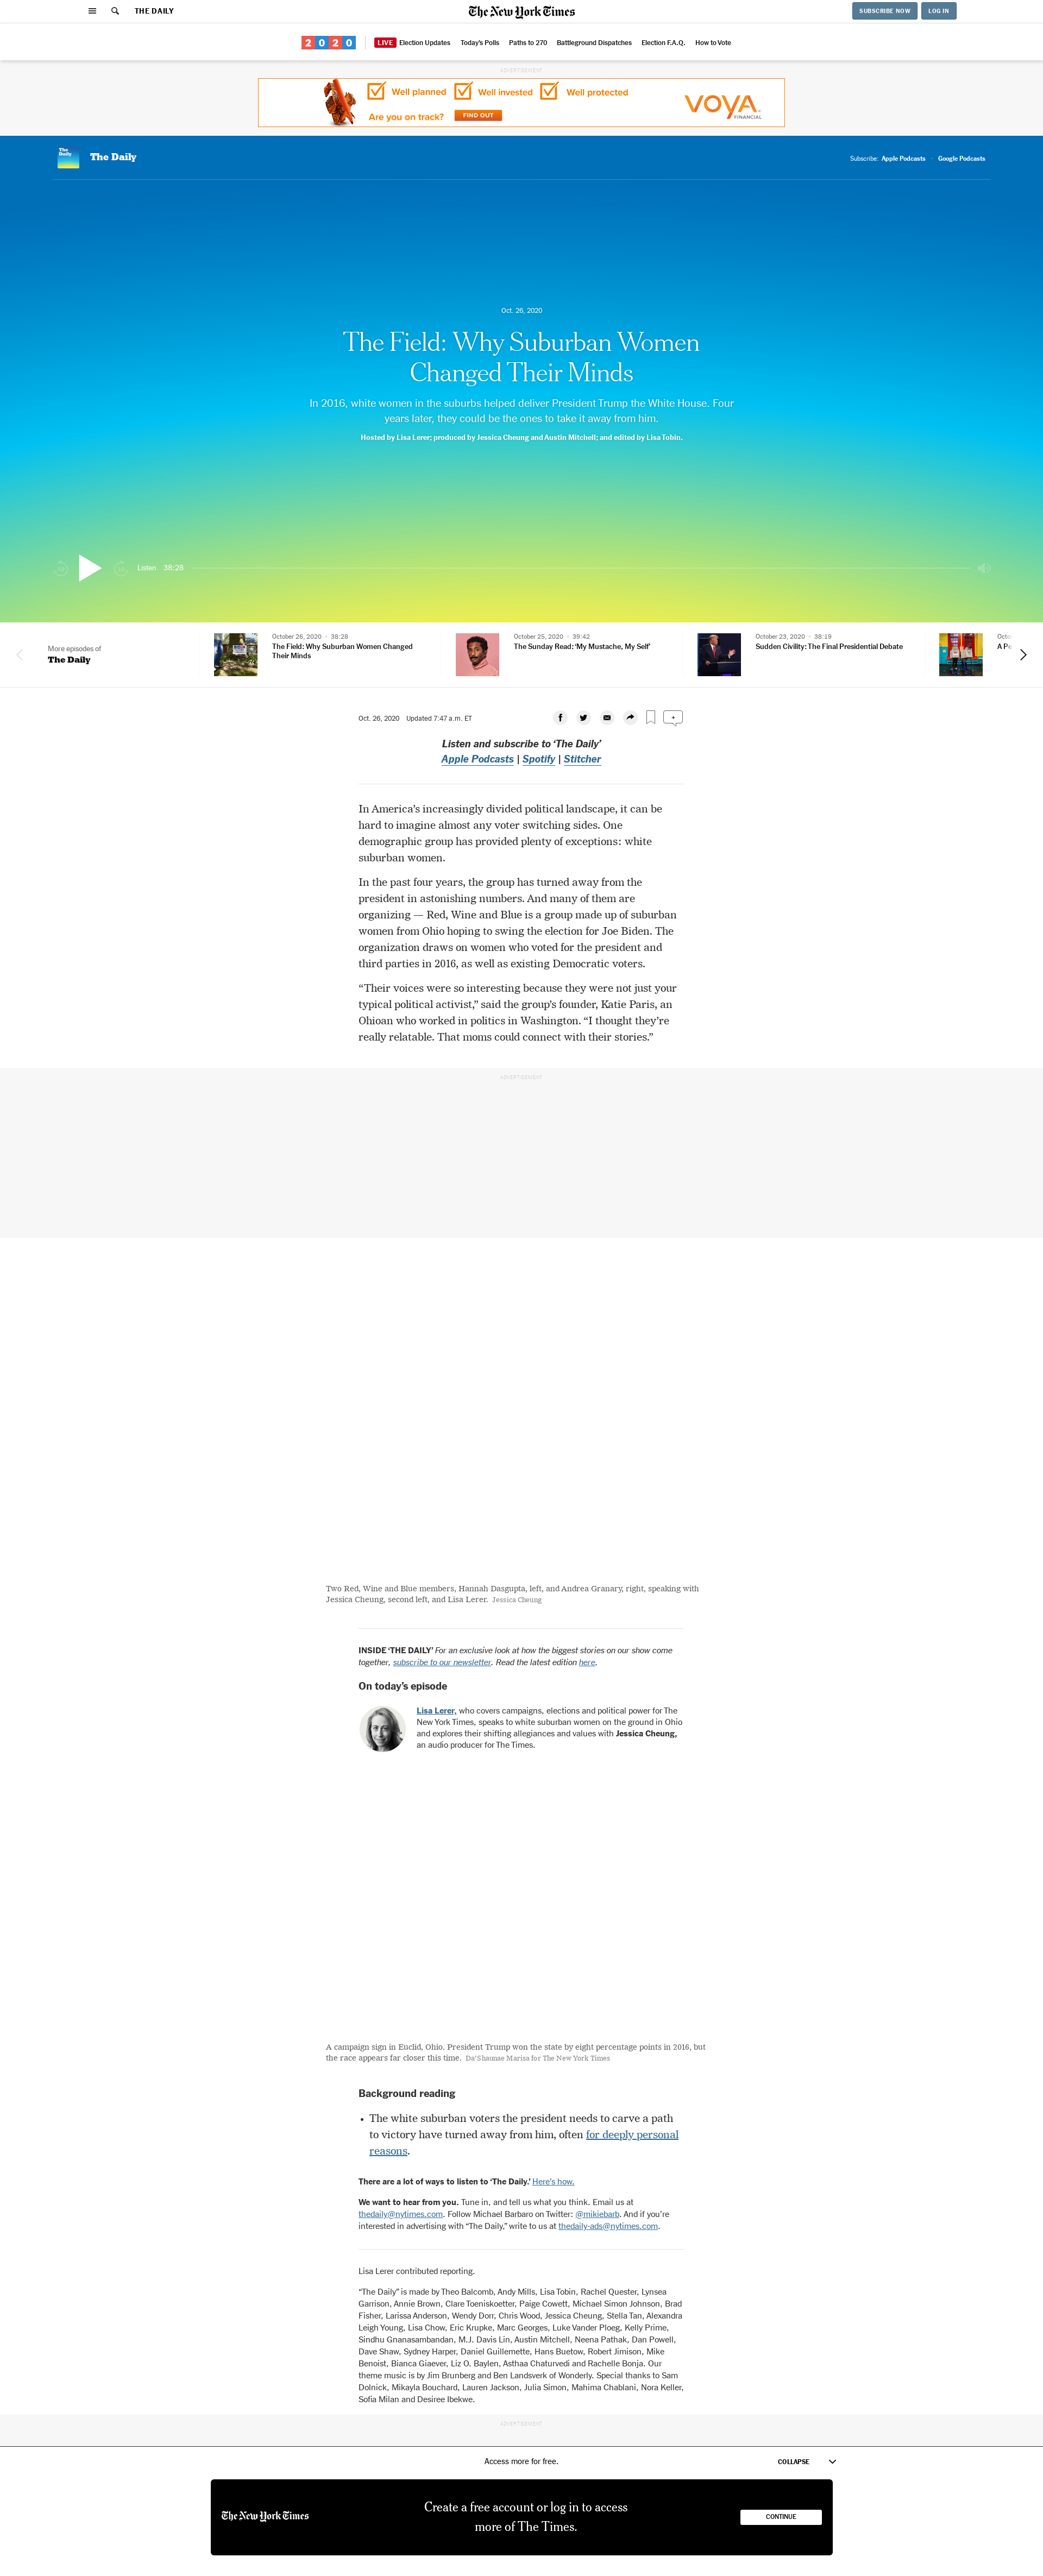 THE DAILY
The New York Times
SUBSCRIBE NOW
LOG IN
2020
LIVE Election Updates
Today's Polls
Paths to 270
Battleground Dispatches
Election F.A.Q.
How to Vote
ADVERTISEMENT
Well planned
Well invested
Well protected
Are you on track?
FIND OUT
VOYA
FINANCIAL
The Daily
The Daily
Subscribe: Apple Podcasts · Google Podcasts
Oct. 26, 2020
The Field: Why Suburban Women
Changed Their Minds
In 2016, white women in the suburbs helped deliver President Trump the White House. Four
years later, they could be the ones to take it away from him.
Hosted by Lisa Lerer; produced by Jessica Cheung and Austin Mitchell; and edited by Lisa Tobin.
Listen 38:28
More episodes of
The Daily
October 26, 2020 • 38:28
The Field: Why Suburban Women Changed
Their Minds
October 25, 2020 • 39:42
The Sunday Read: ‘My Mustache, My Self’
October 23, 2020 • 38:19
Sudden Civility: The Final Presidential Debate
Oct. 26, 2020 Updated 7:47 a.m. ET
Listen and subscribe to ‘The Daily’
Apple Podcasts | Spotify | Stitcher
In America’s increasingly divided political landscape, it can be
hard to imagine almost any voter switching sides. One
demographic group has provided plenty of exceptions: white
suburban women.
In the past four years, the group has turned away from the
president in astonishing numbers. And many of them are
organizing — Red, Wine and Blue is a group made up of suburban
women from Ohio hoping to swing the election for Joe Biden. The
organization draws on women who voted for the president and
third parties in 2016, as well as existing Democratic voters.
“Their voices were so interesting because they were not just your
typical political activist,” said the group’s founder, Katie Paris, an
Ohioan who worked in politics in Washington. “I thought they’re
really relatable. That moms could connect with their stories.”
ADVERTISEMENT
Two Red, Wine and Blue members, Hannah Dasgupta, left, and Andrea Granary, right, speaking with
Jessica Cheung, second left, and Lisa Lerer. Jessica Cheung
INSIDE ‘THE DAILY’ For an exclusive look at how the biggest stories on our show come
together, subscribe to our newsletter. Read the latest edition here.
On today’s episode
Lisa Lerer, who covers campaigns, elections and political power for The
New York Times, speaks to white suburban women on the ground in Ohio
and explores their shifting allegiances and values with Jessica Cheung,
an audio producer for The Times.
A campaign sign in Euclid, Ohio. President Trump won the state by eight percentage points in 2016, but
the race appears far closer this time. Da’Shaunae Marisa for The New York Times
Background reading
• The white suburban voters the president needs to carve a path
to victory have turned away from him, often for deeply personal
reasons.
There are a lot of ways to listen to ‘The Daily.’ Here’s how.
We want to hear from you. Tune in, and tell us what you think. Email us at
thedaily@nytimes.com. Follow Michael Barbaro on Twitter: @mikiebarb. And if you’re
interested in advertising with “The Daily,” write to us at thedaily-ads@nytimes.com.
Lisa Lerer contributed reporting.
“The Daily” is made by Theo Balcomb, Andy Mills, Lisa Tobin, Rachel Quester, Lynsea
Garrison, Annie Brown, Clare Toeniskoetter, Paige Cowett, Michael Simon Johnson, Brad
Fisher, Larissa Anderson, Wendy Dorr, Chris Wood, Jessica Cheung, Stella Tan, Alexandra
Leigh Young, Lisa Chow, Eric Krupke, Marc Georges, Luke Vander Ploeg, Kelly Prime,
Sindhu Gnanasambandan, M.J. Davis Lin, Austin Mitchell, Neena Pathak, Dan Powell,
Dave Shaw, Sydney Harper, Daniel Guillemette, Hans Buetow, Robert Jimison, Mike
Benoist, Bianca Giaever, Liz O. Baylen, Asthaa Chaturvedi and Rachelle Bonja. Our
theme music is by Jim Brunberg and Ben Landsverk of Wonderly. Special thanks to Sam
Dolnick, Mikayla Bouchard, Lauren Jackson, Julia Simon, Mahima Chablani, Nora Keller,
Sofia Milan and Desiree Ibekwe.
ADVERTISEMENT
Access more for free.
COLLAPSE
The New York Times
Create a free account or log in to access
more of The Times.
CONTINUE